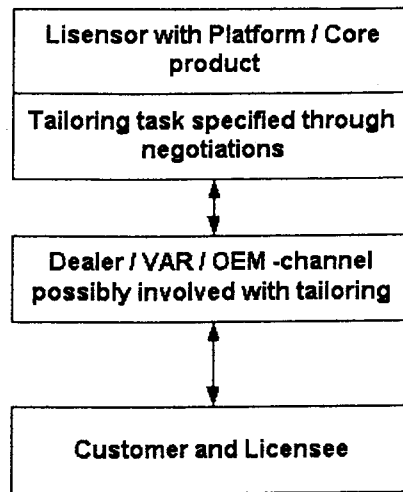 Lisensor with Platform / Core
product
Tailoring task specified through
negotiations
Dealer / VAR / OEM -channel
possibly involved with tailoring
Customer and Licensee